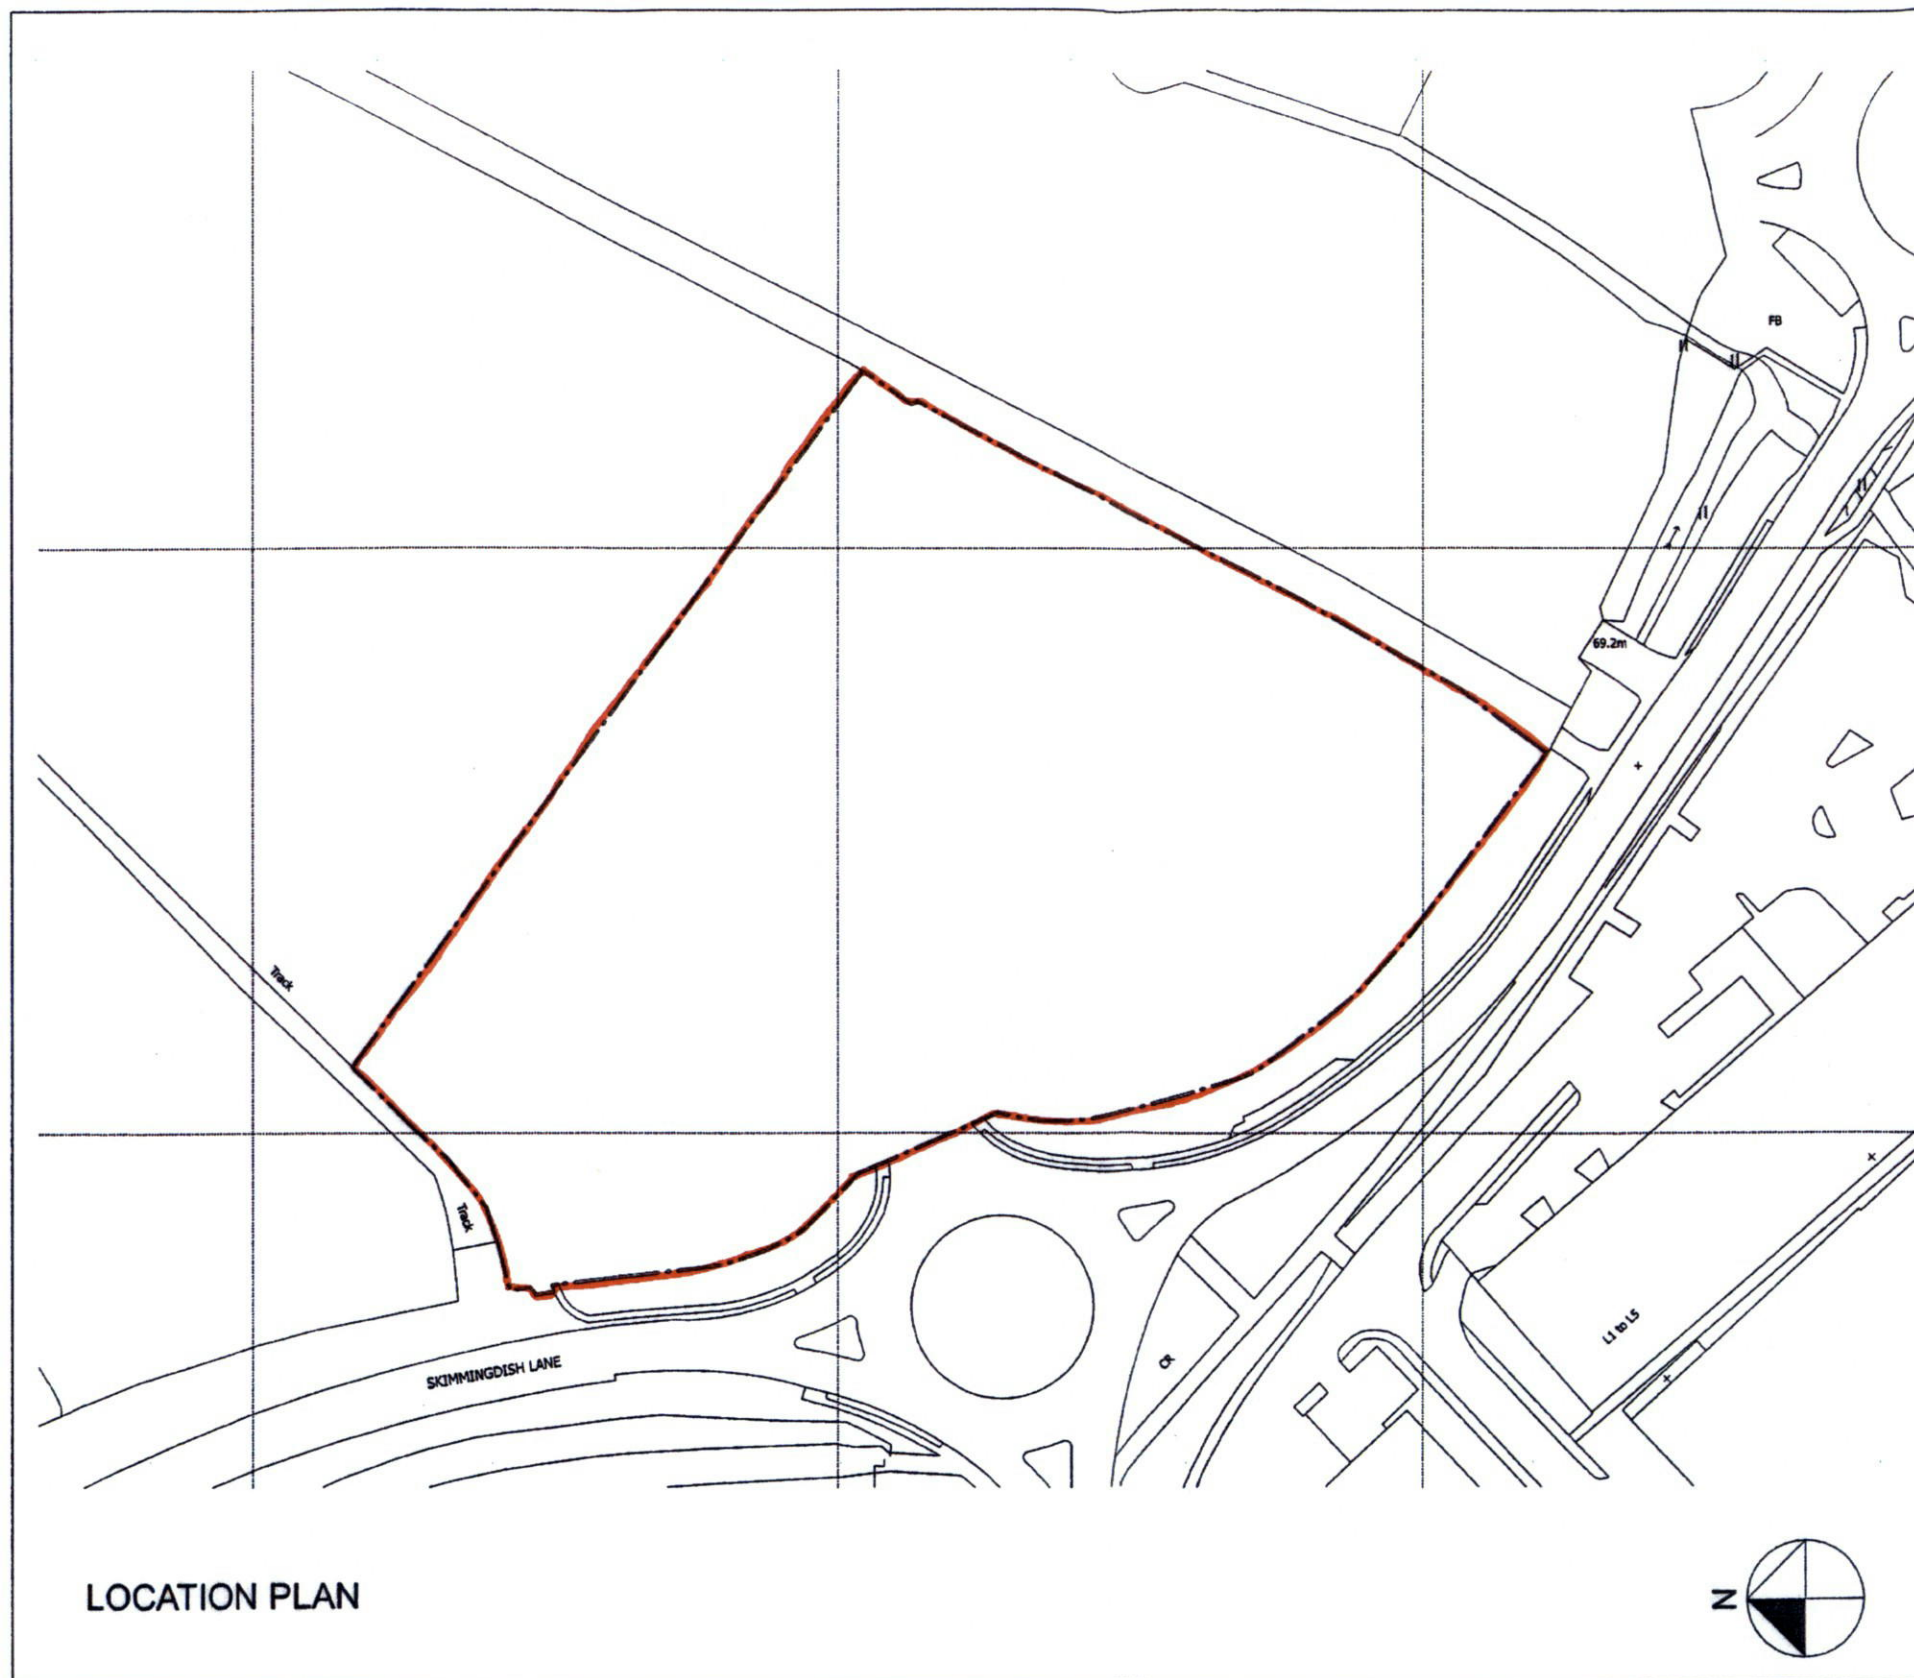 FB
69.2m
Track
Track
SKIMMINGDISH LANE
CR
L1 to L5
LOCATION PLAN
N